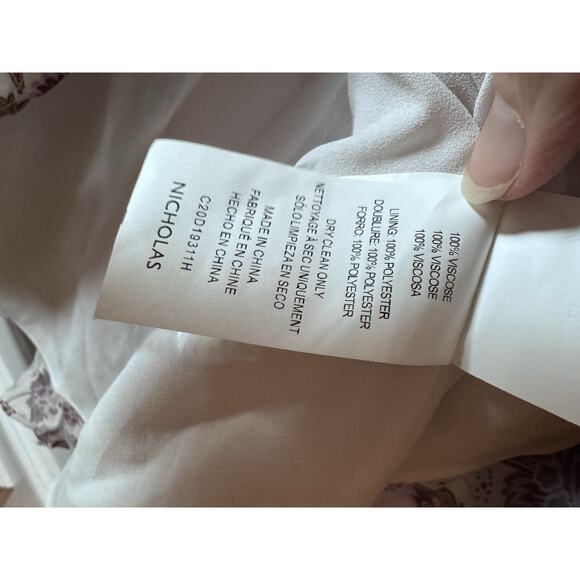 100% VISCOSE
100% VISCOSE
100% VISCOSA
LINING: 100% POLYESTER
DOUBLURE: 100% POLYESTER
FORRO: 100% POLYESTER
DRY CLEAN ONLY
NETTOYAGE À SEC UNIQUEMENT
SÓLO LIMPIEZA EN SECO
MADE IN CHINA
FABRIQUÉ EN CHINE
HECHO EN CHINA
C20D19311H
NICHOLAS